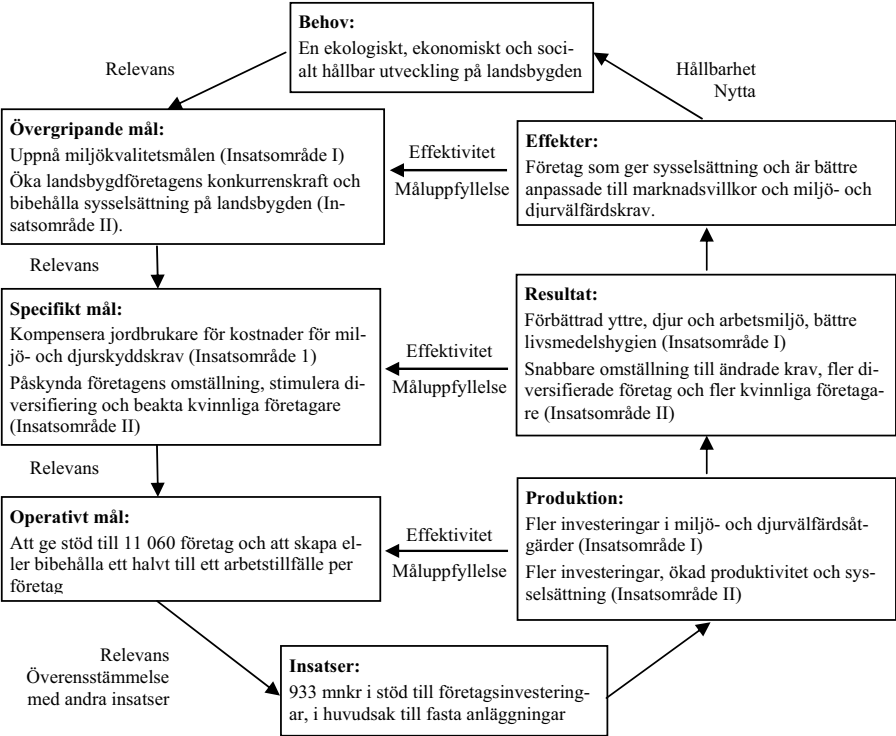 Behov:
En ekologiskt, ekonomiskt och soci-
alt hållbar utveckling på landsbygden
Relevans
Hållbarhet
Nytta
Övergripande mål:
Uppnå miljökvalitetsmålen (Insatsområde I)
Öka landsbygdföretagens konkurrenskraft och
bibehålla sysselsättning på landsbygden (In-
satsområde II).
Effektivitet
Måluppfyllelse
Effekter:
Företag som ger sysselsättning och är bättre
anpassade till marknadsvillkor och miljö- och
djurvälfärdskrav.
Relevans
Specifikt mål:
Kompensera jordbrukare för kostnader för mil-
jö- och djurskyddskrav (Insatsområde 1)
Påskynda företagens omställning, stimulera di-
versifiering och beakta kvinnliga företagare
(Insatsområde II)
Effektivitet
Måluppfyllelse
Resultat:
Förbättrad yttre, djur och arbetsmiljö, bättre
livsmedelshygien (Insatsområde I)
Snabbare omställning till ändrade krav, fler di-
versifierade företag och fler kvinnliga företaga-
re (Insatsområde II)
Relevans
Operativt mål:
Att ge stöd till 11 060 företag och att skapa el-
ler bibehålla ett halvt till ett arbetstillfälle per
företag
Effektivitet
Måluppfyllelse
Produktion:
Fler investeringar i miljö- och djurvälfärdsåt-
gärder (Insatsområde I)
Fler investeringar, ökad produktivitet och sys-
selsättning (Insatsområde II)
Relevans
Överensstämmelse
med andra insatser
Insatser:
933 mnkr i stöd till företagsinvestering-
ar, i huvudsak till fasta anläggningar